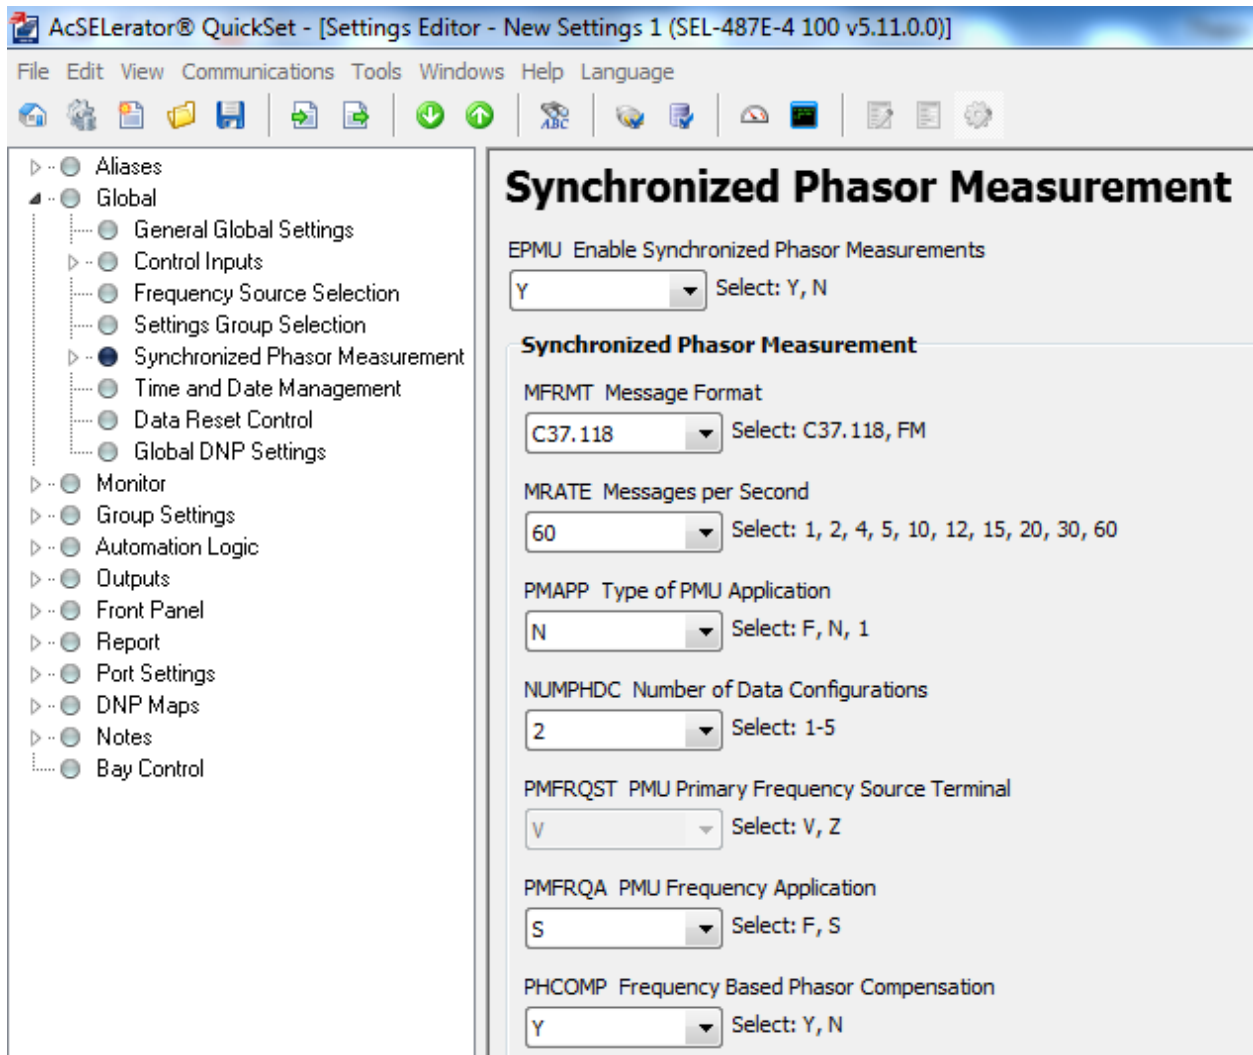 AcSELerator® QuickSet - [Settings Editor - New Settings 1 (SEL-487E-4 100 v5.11.0.0)]
File Edit View Communications Tools Windows Help Language
ABC
Aliases
Global
General Global Settings
Control Inputs
Frequency Source Selection
Settings Group Selection
Synchronized Phasor Measurement
Time and Date Management
Data Reset Control
Global DNP Settings
Monitor
Group Settings
Automation Logic
Outputs
Front Panel
Report
Port Settings
DNP Maps
Notes
Bay Control
Synchronized Phasor Measurement
EPMU Enable Synchronized Phasor Measurements
Y Select: Y, N
Synchronized Phasor Measurement
MFRMT Message Format
C37.118 Select: C37.118, FM
MRATE Messages per Second
60 Select: 1, 2, 4, 5, 10, 12, 15, 20, 30, 60
PMAPP Type of PMU Application
N Select: F, N, 1
NUMPHDC Number of Data Configurations
2 Select: 1-5
PMFRQST PMU Primary Frequency Source Terminal
V Select: V, Z
PMFRQA PMU Frequency Application
S Select: F, S
PHCOMP Frequency Based Phasor Compensation
Y Select: Y, N